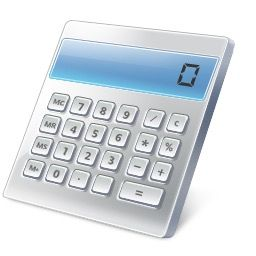 0
MC 7 8 9 ⁄ C
MR 4 5 6 * %
MS 1 2 3 - +
M+ 0 . =